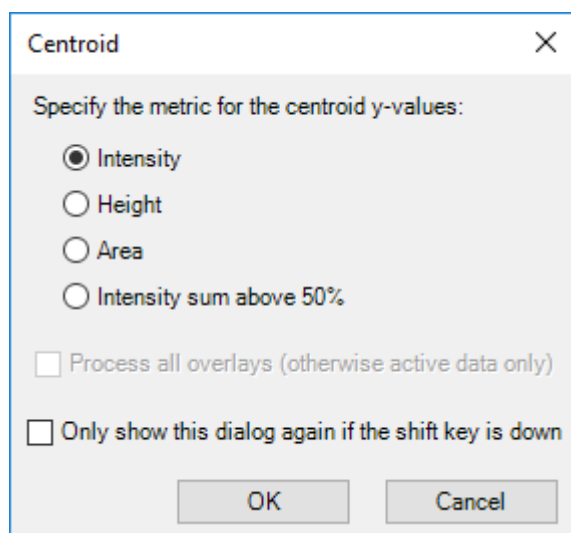 Centroid
Specify the metric for the centroid y-values:
Intensity
Height
Area
Intensity sum above 50%
Process all overlays (otherwise active data only)
Only show this dialog again if the shift key is down
OK Cancel